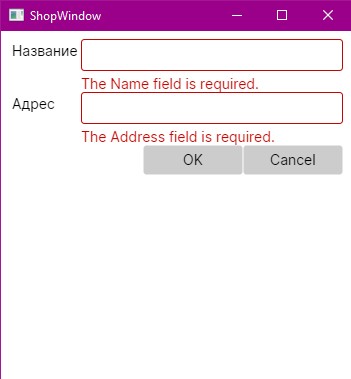 ShopWindow
Название
The Name field is required.
Адрес
The Address field is required.
OK Cancel